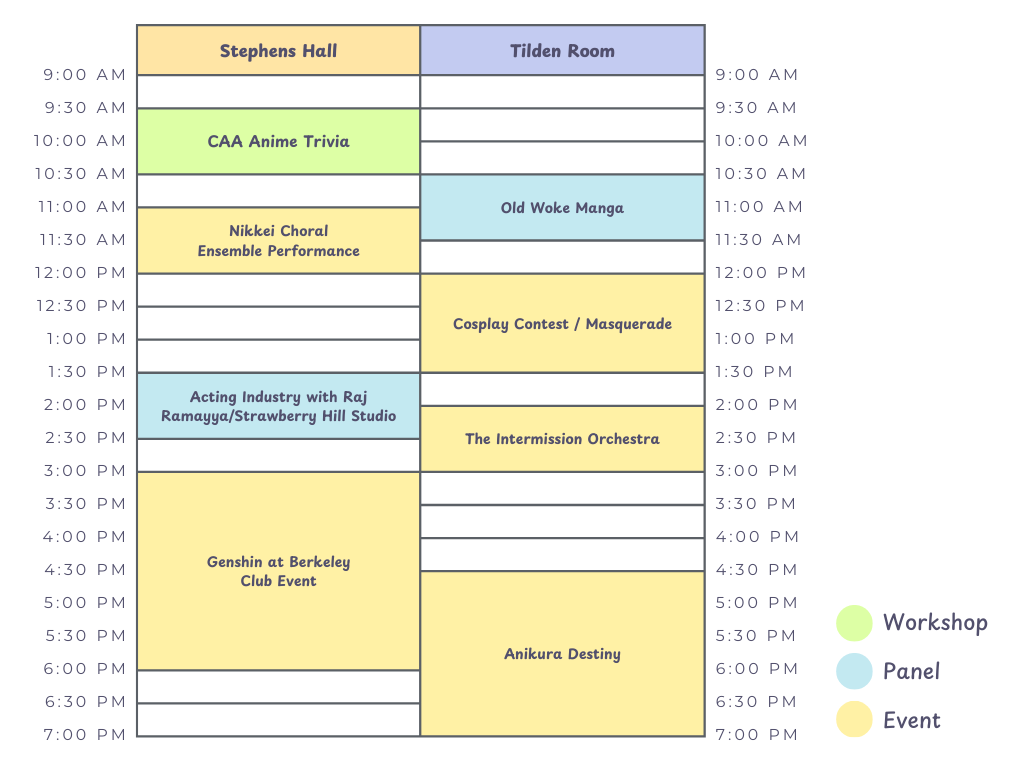 Stephens Hall
Tilden Room
9:00 AM
9:00 AM
9:30 AM
9:30 AM
CAA Anime Trivia
10:00 AM
10:00 AM
10:30 AM
10:30 AM
Old Woke Manga
11:00 AM
11:00 AM
Nikkei Choral
Ensemble Performance
11:30 AM
11:30 AM
12:00 PM
12:00 PM
12:30 PM
12:30 PM
Cosplay Contest / Masquerade
1:00 PM
1:00 PM
1:30 PM
1:30 PM
Acting Industry with Raj
Ramayya/Strawberry Hill Studio
2:00 PM
2:00 PM
2:30 PM
The Intermission Orchestra
2:30 PM
3:00 PM
3:00 PM
3:30 PM
3:30 PM
4:00 PM
4:00 PM
Genshin at Berkeley
Club Event
4:30 PM
4:30 PM
5:00 PM
5:00 PM
5:30 PM
5:30 PM
Anikura Destiny
6:00 PM
6:00 PM
6:30 PM
6:30 PM
7:00 PM
7:00 PM
Workshop
Panel
Event